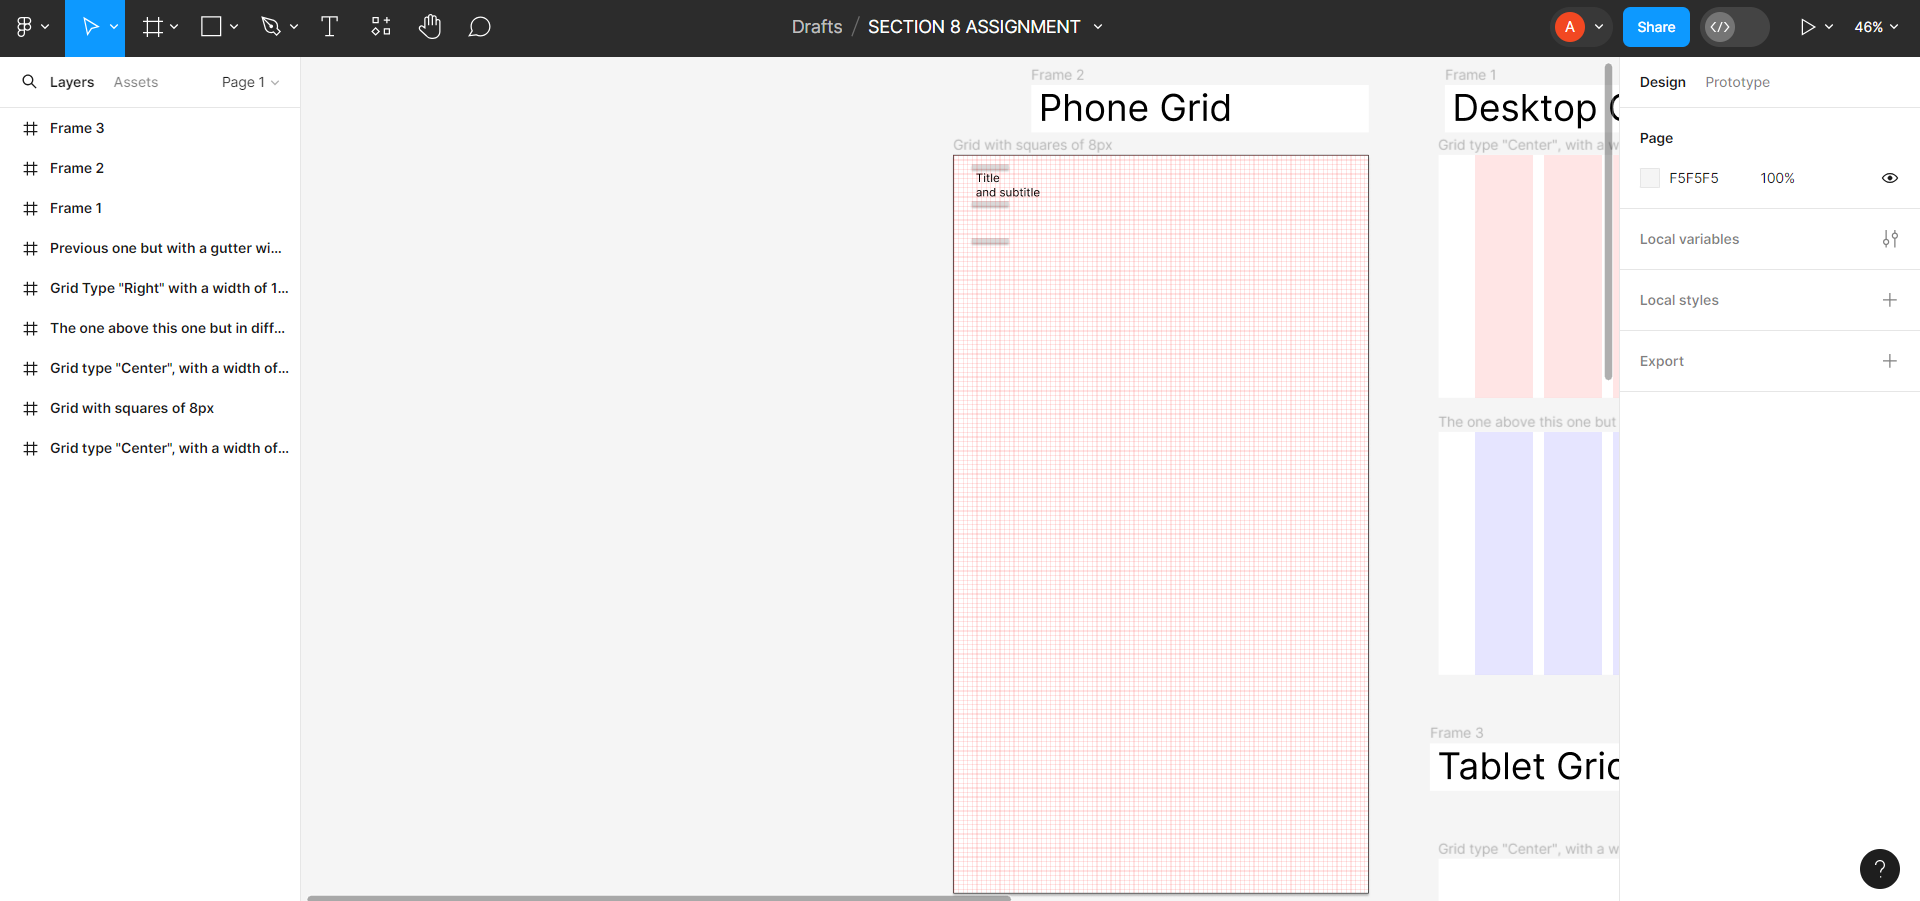 Drafts / SECTION 8 ASSIGNMENT
A
Share
46%
Layers
Assets
Page 1
Frame 3
Frame 2
Frame 1
Previous one but with a gutter wi...
Grid Type "Right" with a width of 1...
The one above this one but in diff...
Grid type "Center", with a width of...
Grid with squares of 8px
Grid type "Center", with a width of...
Frame 2
Phone Grid
Grid with squares of 8px
Title
and subtitle
Frame 1
Desktop
Grid type "Center", with a w
The one above this one but
Frame 3
Tablet Grid
Grid type "Center", with a w
Design
Prototype
Page
F5F5F5
100%
Local variables
Local styles
Export
?